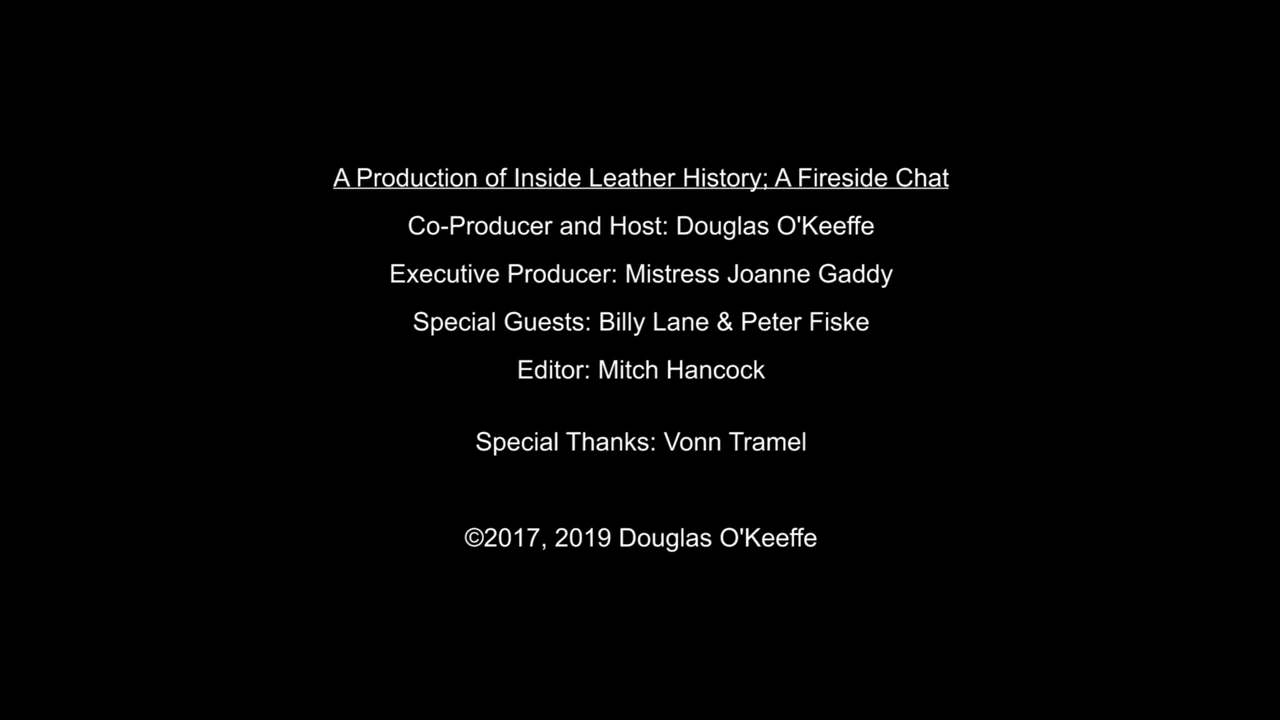 A Production of Inside Leather History; A Fireside Chat
Co-Producer and Host: Douglas O'Keeffe
Executive Producer: Mistress Joanne Gaddy
Special Guests: Billy Lane & Peter Fiske
Editor: Mitch Hancock
Special Thanks: Vonn Tramel
©2017, 2019 Douglas O'Keeffe